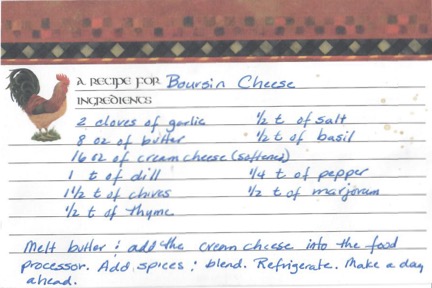 A RECIPE FOR Boursin Cheese
INGREDIENTS
2 cloves of garlic ½ t of salt
8 oz of butter ½ t of basil
16 oz of cream cheese (softened)
1 t of dill ¼ t of pepper
1½ t of chives ½ t of marjoram
½ t of thyme
Melt butter & add the cream cheese into the food
processor. Add spices & blend. Refrigerate. Make a day
ahead.